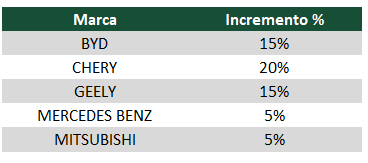 Marca Incremento %
BYD 15%
CHERY 20%
GEELY 15%
MERCEDES BENZ 5%
MITSUBISHI 5%